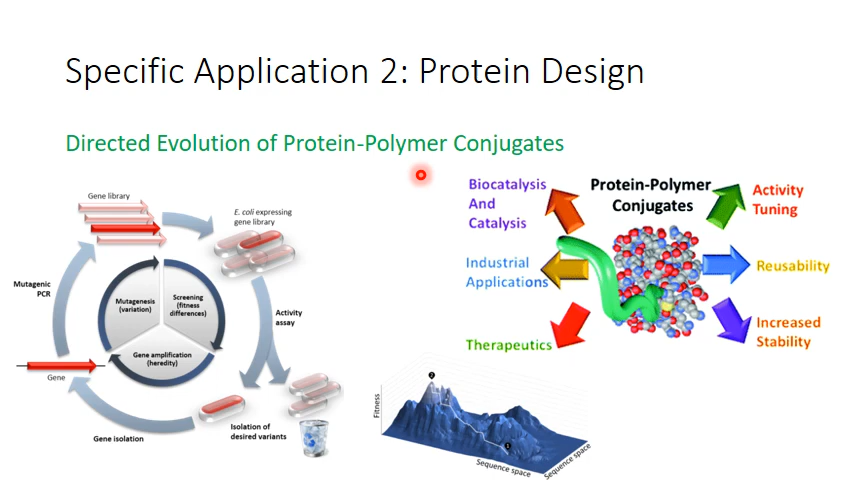 Specific Application 2: Protein Design
Directed Evolution of Protein-Polymer Conjugates
Gene library
E. coli expressing
gene library
Mutagenic
PCR
Mutagenesis
(variation)
Screening
(fitness
differences)
Gene amplification
(heredity)
Activity
assay
Gene
Gene isolation
Isolation of
desired variants
Biocatalysis
And
Catalysis
Protein-Polymer
Conjugates
Activity
Tuning
Industrial
Applications
Reusability
Therapeutics
Increased
Stability
Fitness
2
1
Sequence space
Sequence space